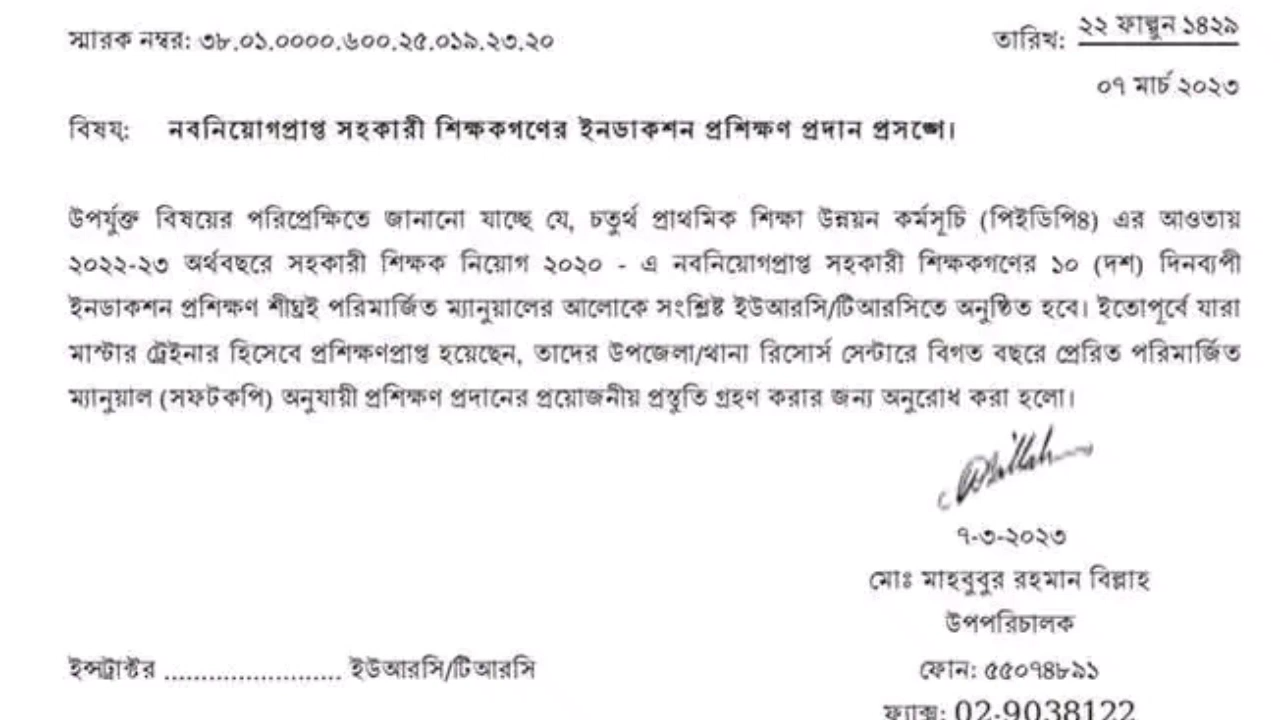 স্মারক নম্বর: ৩৮.০১.০০০০.৬০০.২৫.০১৯.২৩.২০
তারিখ: ২২ ফাল্গুন ১৪২৯
০৭ মার্চ ২০২৩
বিষয়: নবনিয়োগপ্রাপ্ত সহকারী শিক্ষকগণের ইনডাকশন প্রশিক্ষণ প্রদান প্রসঙ্গে।
উপর্যুক্ত বিষয়ের পরিপ্রেক্ষিতে জানানো যাচ্ছে যে, চতুর্থ প্রাথমিক শিক্ষা উন্নয়ন কর্মসূচি (পিইডিপি৪) এর আওতায়
২০২২-২৩ অর্থবছরে সহকারী শিক্ষক নিয়োগ ২০২০ - এ নবনিয়োগপ্রাপ্ত সহকারী শিক্ষকগণের ১০ (দশ) দিনব্যপী
ইনডাকশন প্রশিক্ষণ শীঘ্রই পরিমার্জিত ম্যানুয়ালের আলোকে সংশ্লিষ্ট ইউআরসি/টিআরসিতে অনুষ্ঠিত হবে। ইতোপূর্বে যারা
মাস্টার ট্রেইনার হিসেবে প্রশিক্ষণপ্রাপ্ত হয়েছেন, তাদের উপজেলা/থানা রিসোর্স সেন্টারে বিগত বছরে প্রেরিত পরিমার্জিত
ম্যানুয়াল (সফটকপি) অনুযায়ী প্রশিক্ষণ প্রদানের প্রয়োজনীয় প্রস্তুতি গ্রহণ করার জন্য অনুরোধ করা হলো।
৭-৩-২০২৩
মোঃ মাহবুবুর রহমান বিল্লাহ
উপপরিচালক
ইন্সট্রাক্টর ........................ ইউআরসি/টিআরসি
ফোন: ৫৫০৭৪৮৯১
ফ্যাক্স: 02-9038122